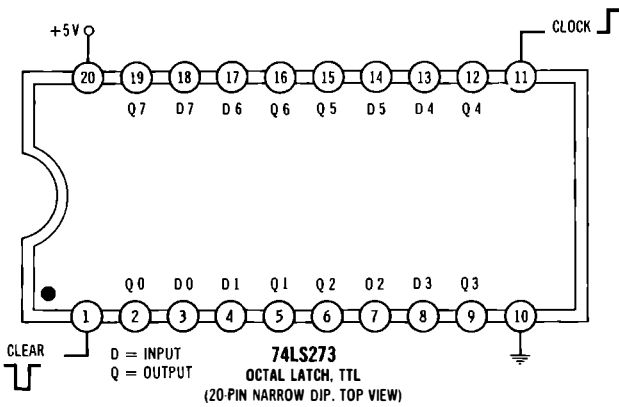 +5V
CLOCK
20 19 18 17 16 15 14 13 12 11
Q7 D7 D6 Q6 Q5 D5 D4 Q4
Q0 D0 D1 Q1 Q2 O2 D3 Q3
1 2 3 4 5 6 7 8 9 10
CLEAR
D = INPUT
Q = OUTPUT
74LS273
OCTAL LATCH, TTL
(20-PIN NARROW DIP. TOP VIEW)